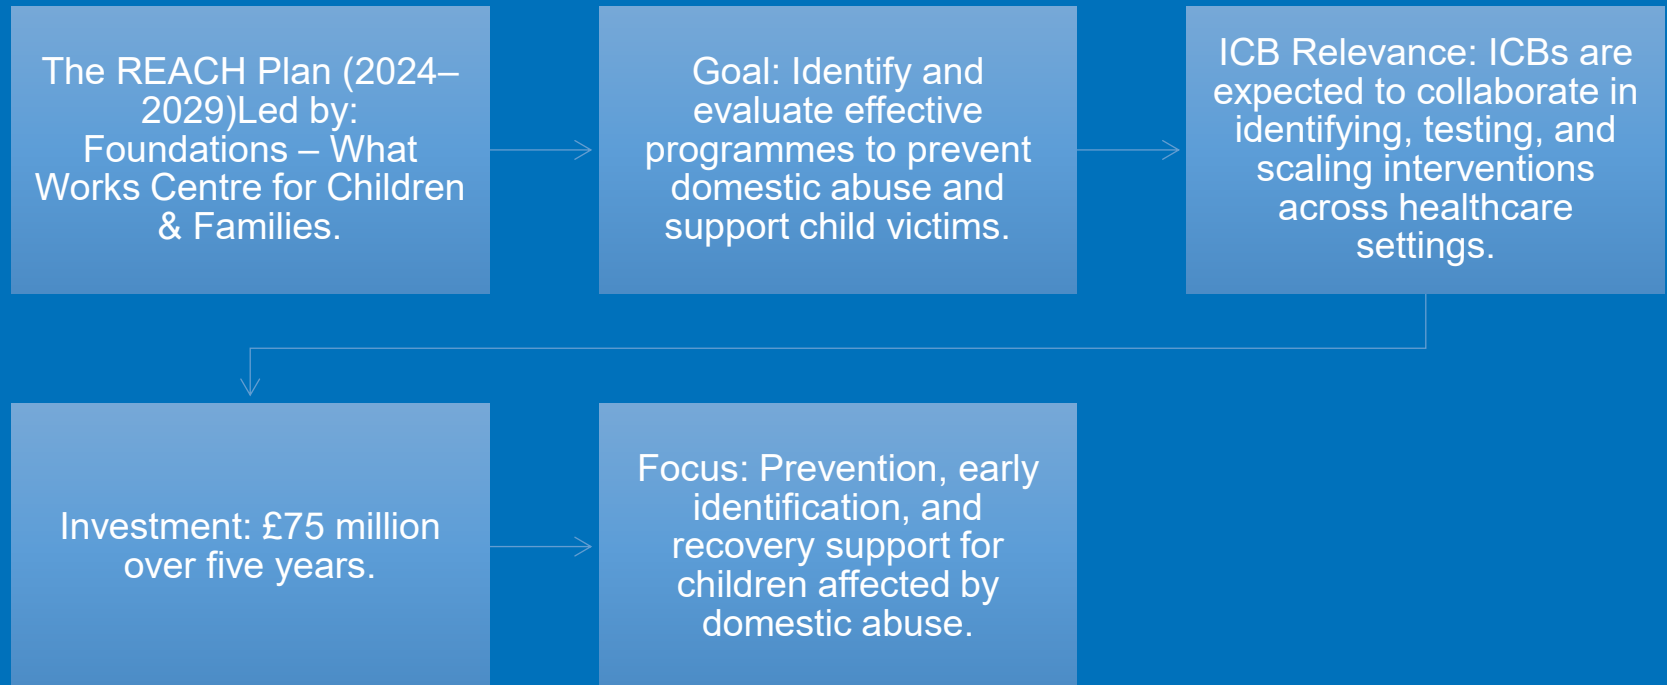 The REACH Plan (2024–
2029)Led by:
Foundations – What
Works Centre for Children
& Families.
Goal: Identify and
evaluate effective
programmes to prevent
domestic abuse and
support child victims.
ICB Relevance: ICBs are
expected to collaborate in
identifying, testing, and
scaling interventions
across healthcare
settings.
Investment: £75 million
over five years.
Focus: Prevention, early
identification, and
recovery support for
children affected by
domestic abuse.